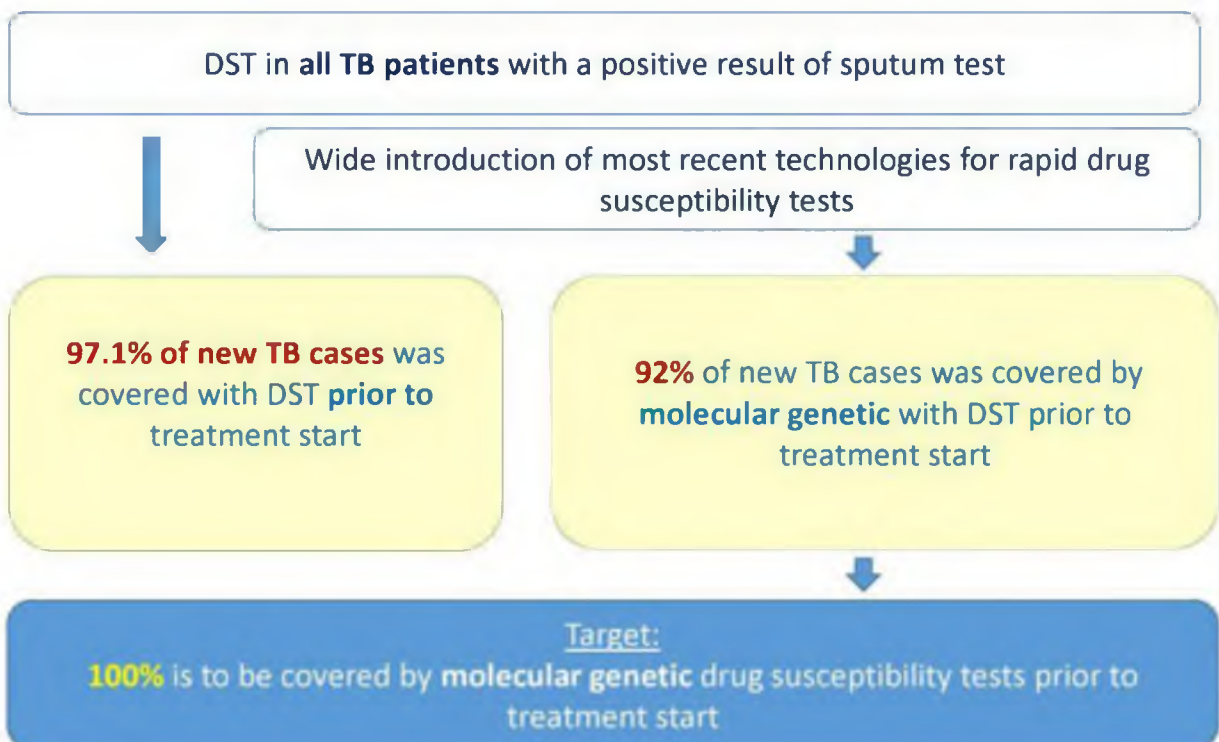 DST in all TB patients with a positive result of sputum test
Wide introduction of most recent technologies for rapid drug
susceptibility tests
97.1% of new TB cases was
covered with DST prior to
treatment start
92% of new TB cases was covered by
molecular genetic with DST prior to
treatment start
Target:
100% is to be covered by molecular genetic drug susceptibility tests prior to
treatment start